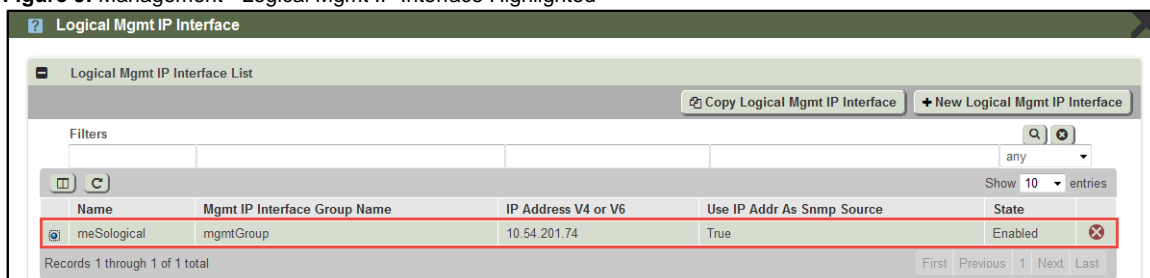 Logical Mgmt IP Interface
Logical Mgmt IP Interface List
Copy Logical Mgmt IP Interface + New Logical Mgmt IP Interface
Filters
any
Show 10 entries
Name Mgmt IP Interface Group Name IP Address V4 or V6 Use IP Addr As Snmp Source State
meSological mgmtGroup 10.54.201.74 True Enabled
Records 1 through 1 of 1 total First Previous 1 Next Last